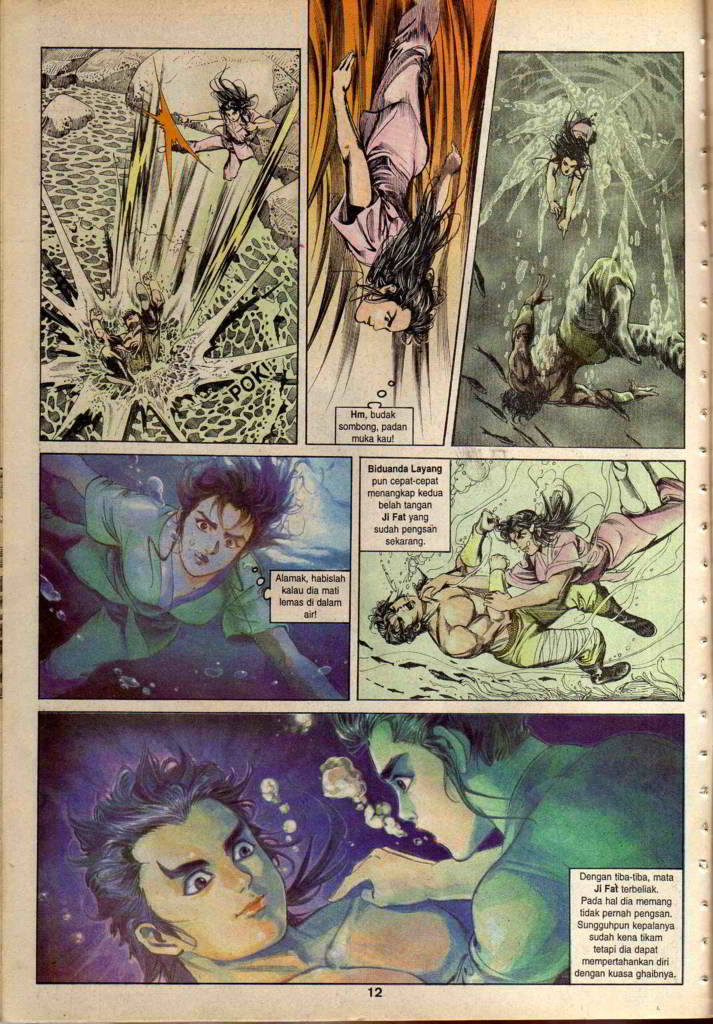 POK!
Hm, budak
sombong, padan
muka kau!
Alamak, habislah
kalau dia mati
lemas di dalam
air!
Biduanda Layang
pun cepat-cepat
menangkap kedua
belah tangan
Ji Fat yang
sudah pengsan
sekarang.
Dengan tiba-tiba, mata
Ji Fat terbeliak.
Pada hal dia memang
tidak pernah pengsan.
Sungguhpun kepalanya
sudah kena tikam
tetapi dia dapat
mempertahankan diri
dengan kuasa ghaibnya.
12